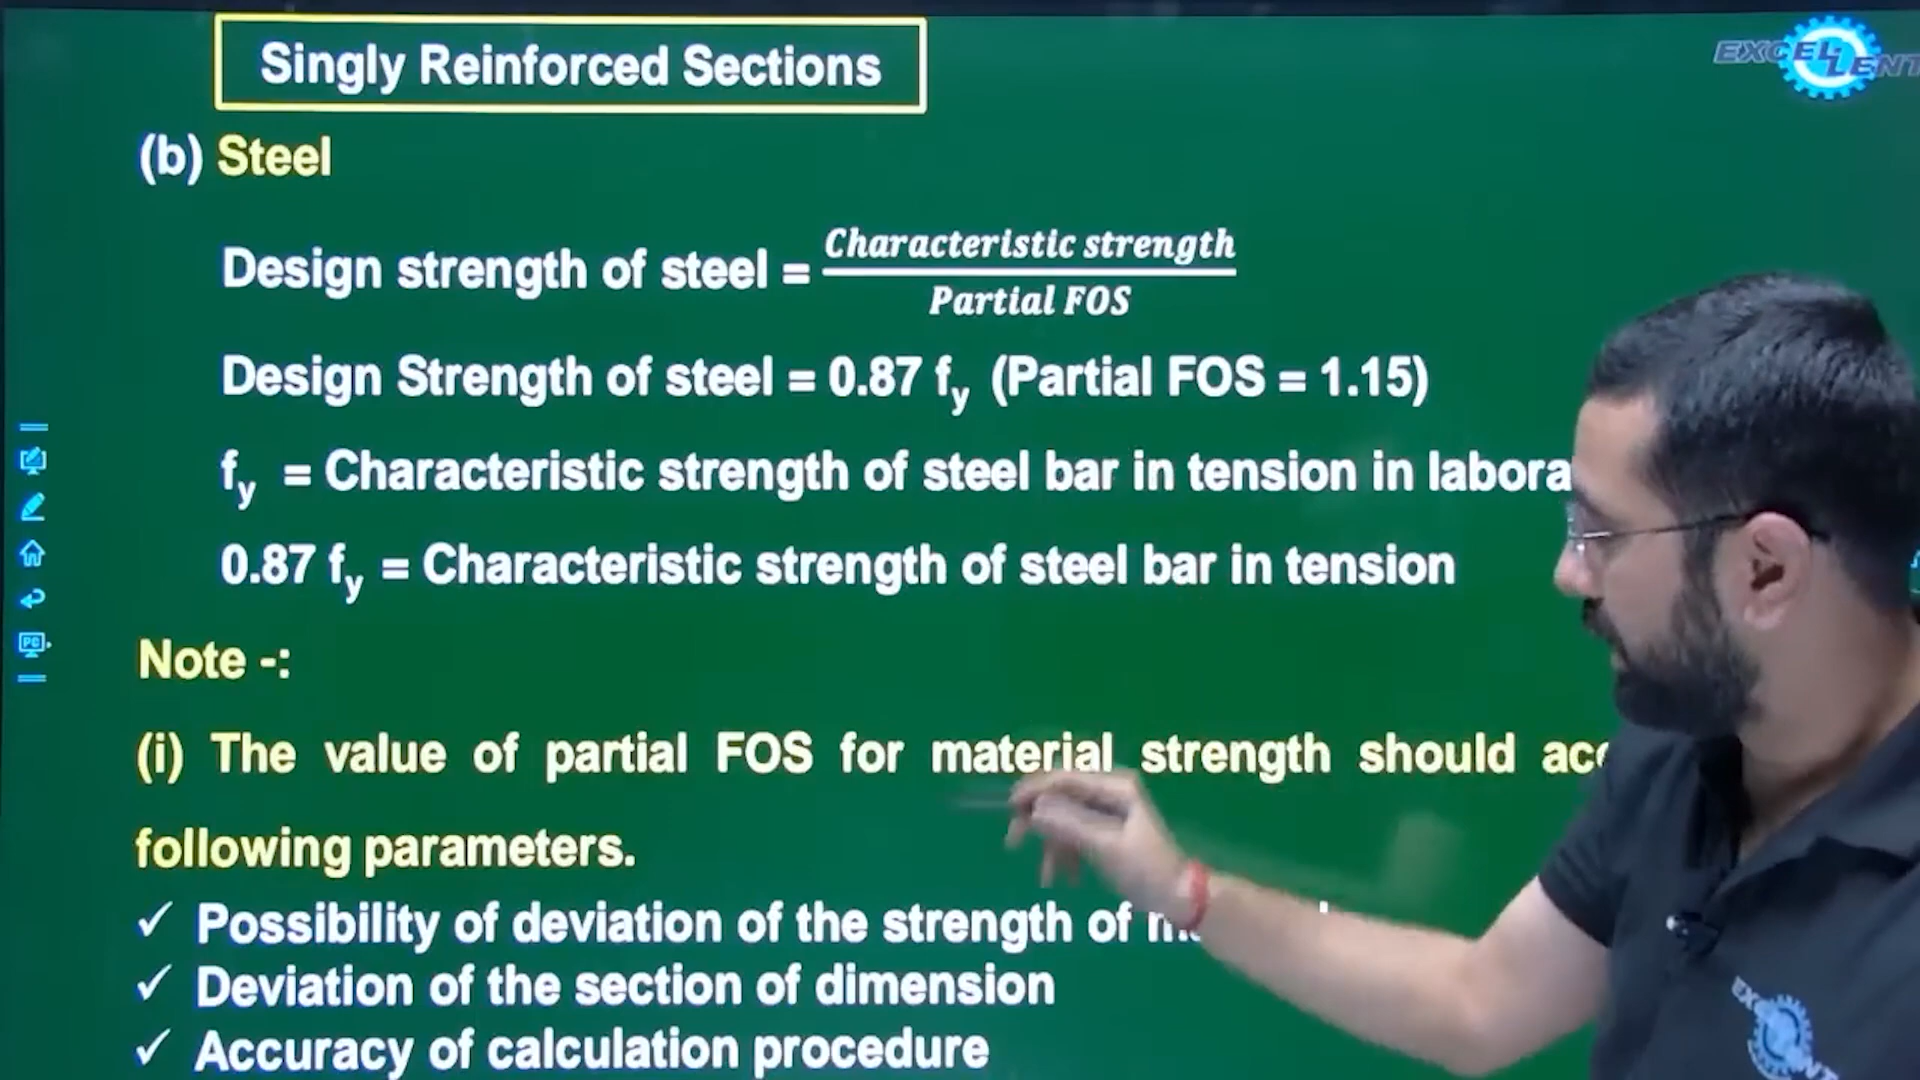 Singly Reinforced Sections
EXCELLENT
(b) Steel
Design strength of steel = Characteristic strength / Partial FOS
Design Strength of steel = 0.87 fy (Partial FOS = 1.15)
fy = Characteristic strength of steel bar in tension in labora
0.87 fy = Characteristic strength of steel bar in tension
PC
Note -:
(i) The value of partial FOS for material strength should
following parameters.
✓ Possibility of deviation of the strength of
✓ Deviation of the section of dimension
✓ Accuracy of calculation procedure